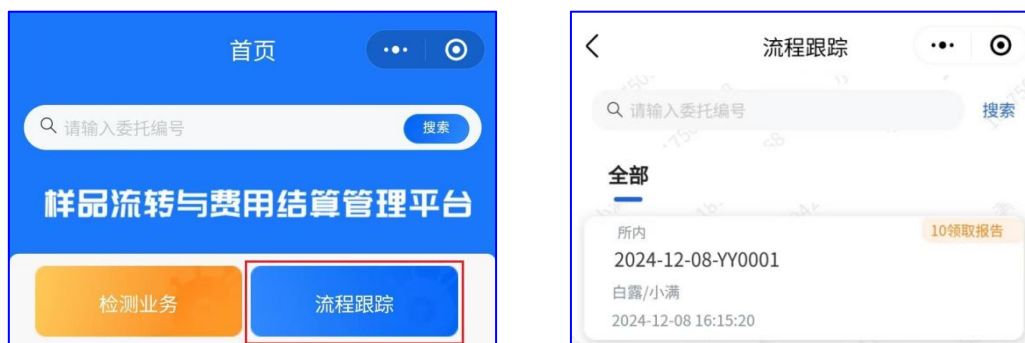 首页
请输入委托编号
搜索
样品流转与费用结算管理平台
检测业务
流程跟踪
流程跟踪
请输入委托编号
搜索
全部
所内
10领取报告
2024-12-08-YY0001
白露/小满
2024-12-08 16:15:20